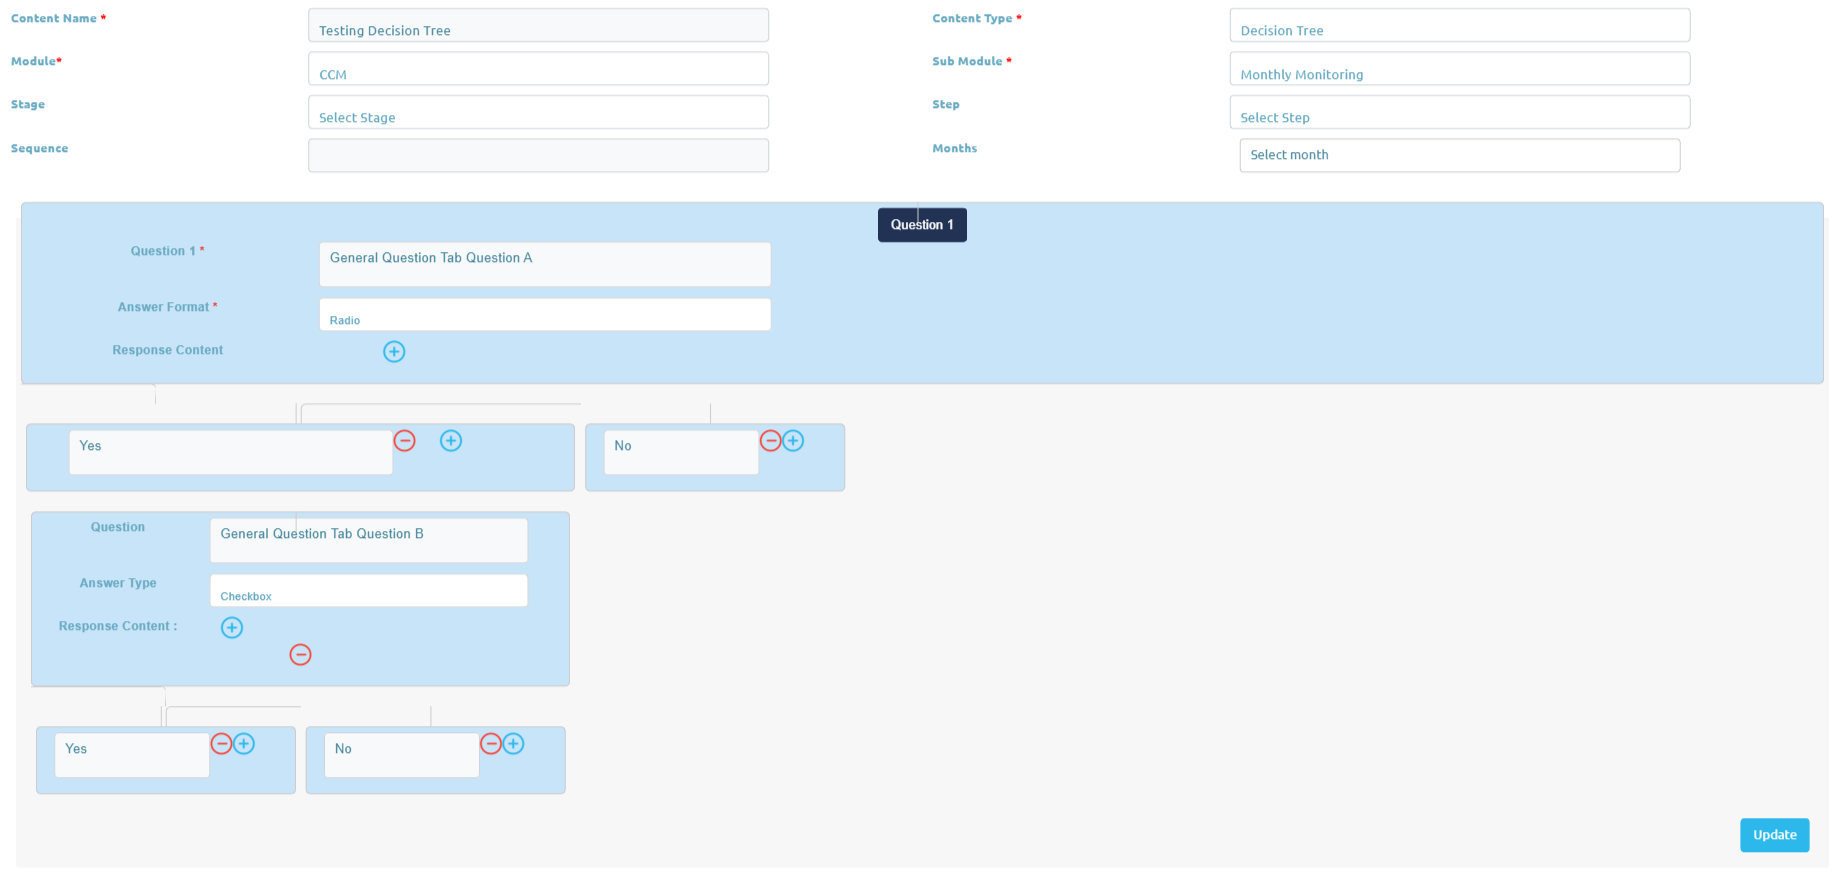 Content Name *
Testing Decision Tree
Content Type *
Decision Tree
Module*
CCM
Sub Module *
Monthly Monitoring
Stage
Select Stage
Step
Select Step
Sequence
Months
Select month
Question 1
Question 1 *
General Question Tab Question A
Answer Format *
Radio
Response Content
Yes
No
Question
General Question Tab Question B
Answer Type
Checkbox
Response Content :
Yes
No
Update